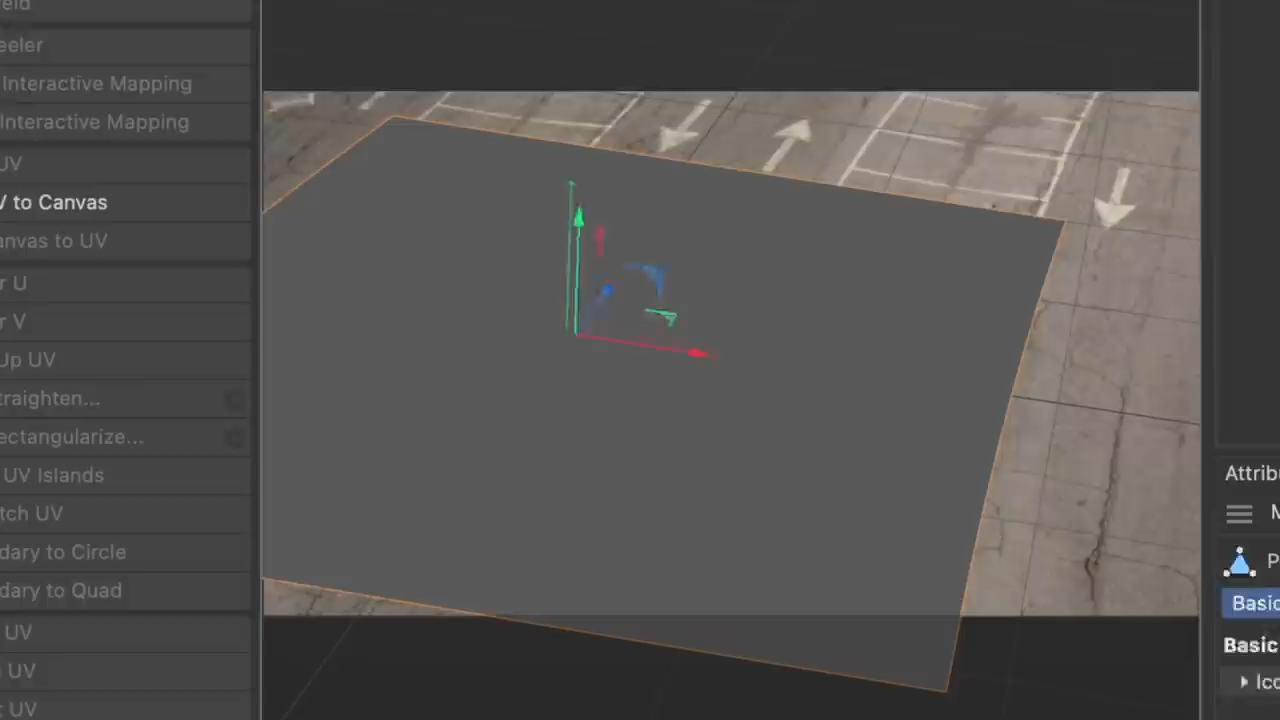 eeler
Interactive Mapping
Interactive Mapping
UV
to Canvas
anvas to UV
r U
r V
Up UV
traighten...
ectangularize...
UV Islands
tch UV
dary to Circle
dary to Quad
UV
UV
UV
Attrib
M
P
Basic
Basic
Ico